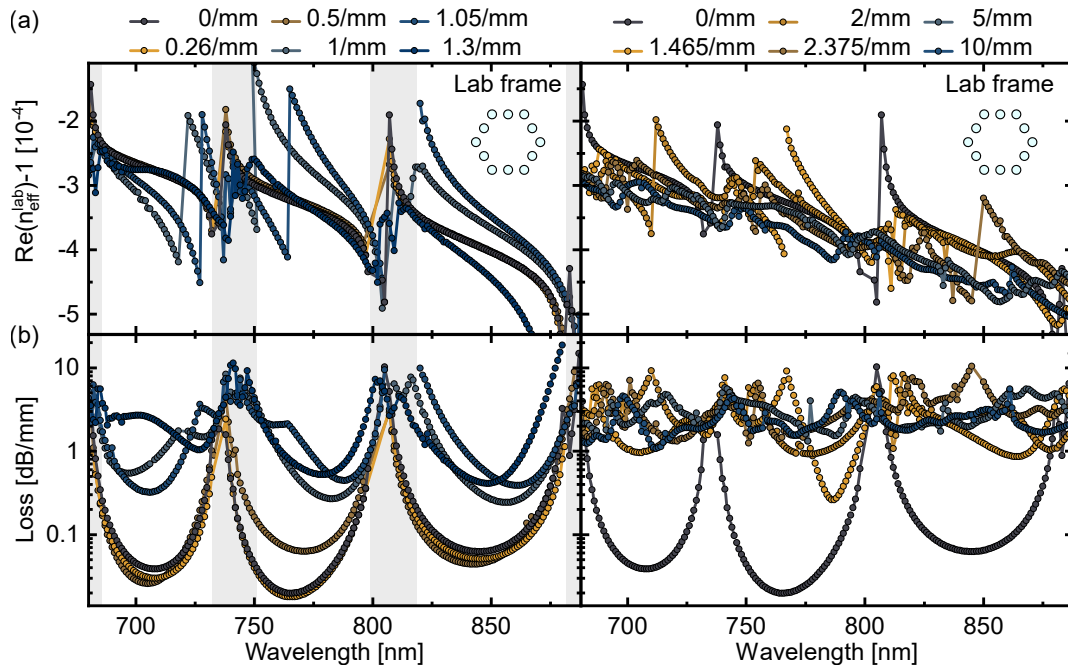 (a)
0/mm 0.5/mm 1.05/mm
0.26/mm 1/mm 1.3/mm
0/mm 2/mm 5/mm
1.465/mm 2.375/mm 10/mm
Re(n_eff^lab)-1 [10^-4]
-2
-3
-4
-5
Lab frame
Lab frame
(b)
Loss [dB/mm]
10
1
0.1
700 750 800 850
Wavelength [nm]
700 750 800 850
Wavelength [nm]